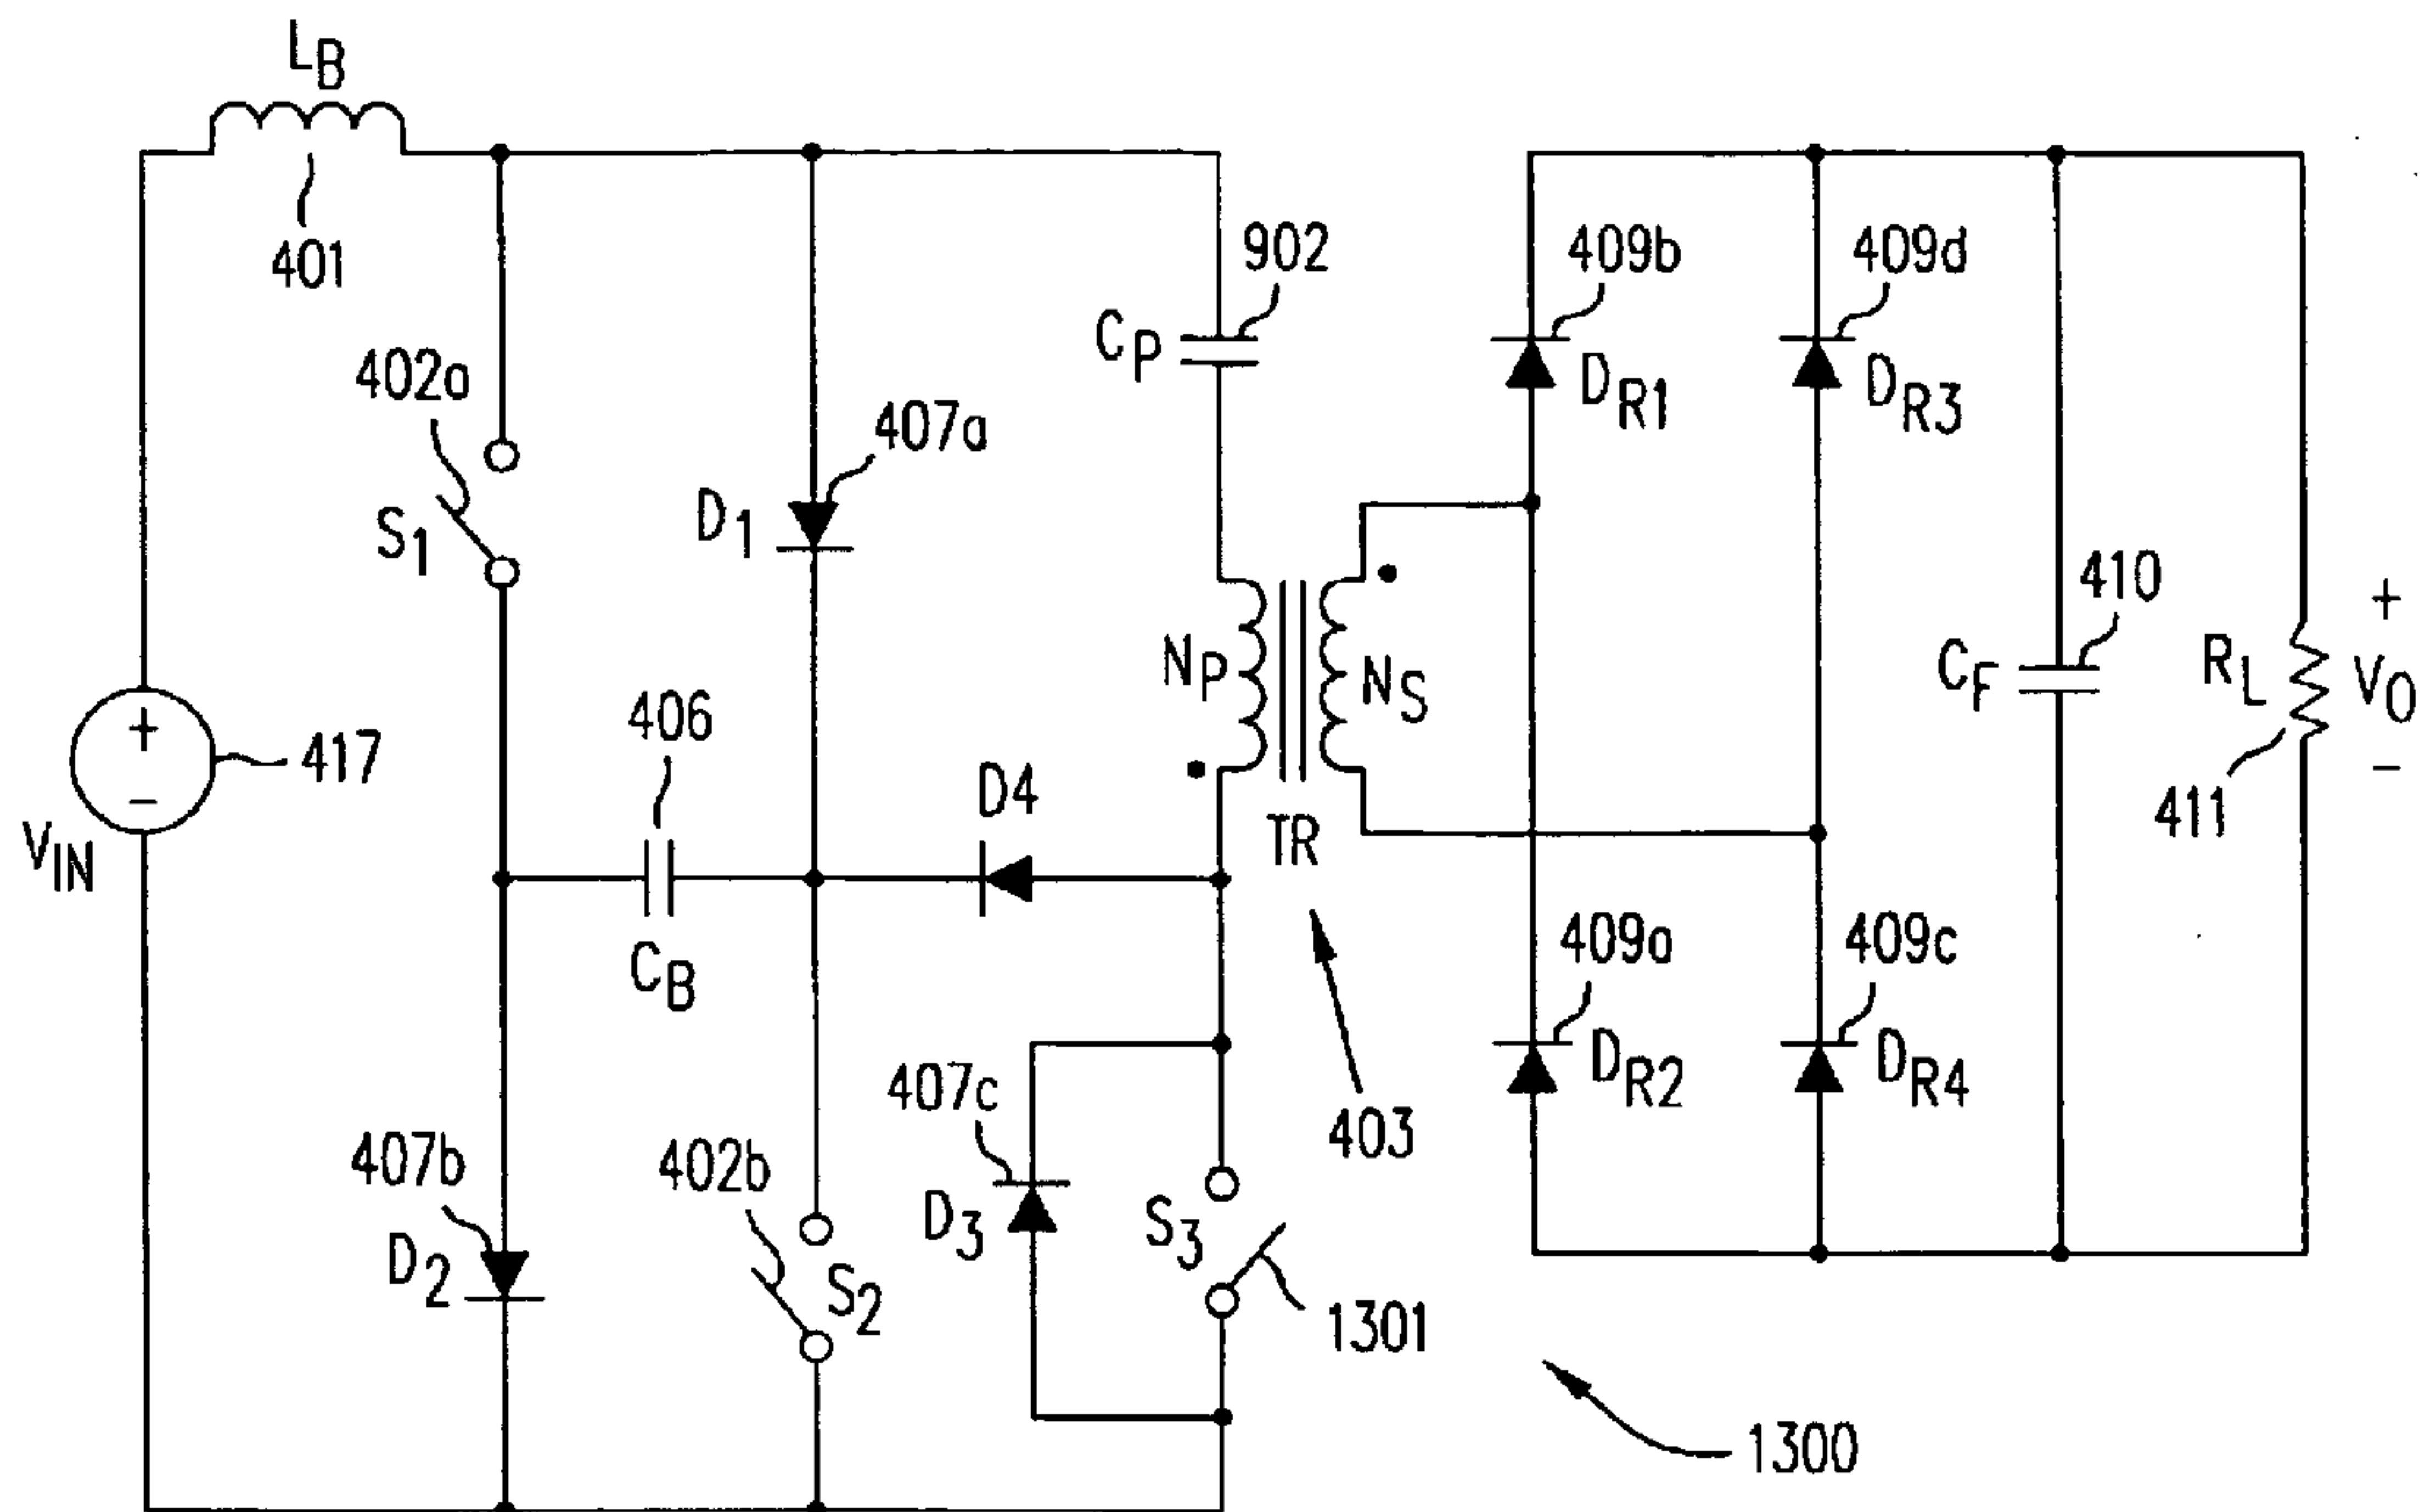 LB
401
902
409b
409d
CP
402a
407a
DR1
DR3
D1
S1
410
NP
NS
CF
RL
+
VO
−
406
+
−
417
D4
411
VIN
TR
CB
409a
409c
407c
DR2
DR4
403
407b
402b
D3
S3
D2
S2
1301
1300